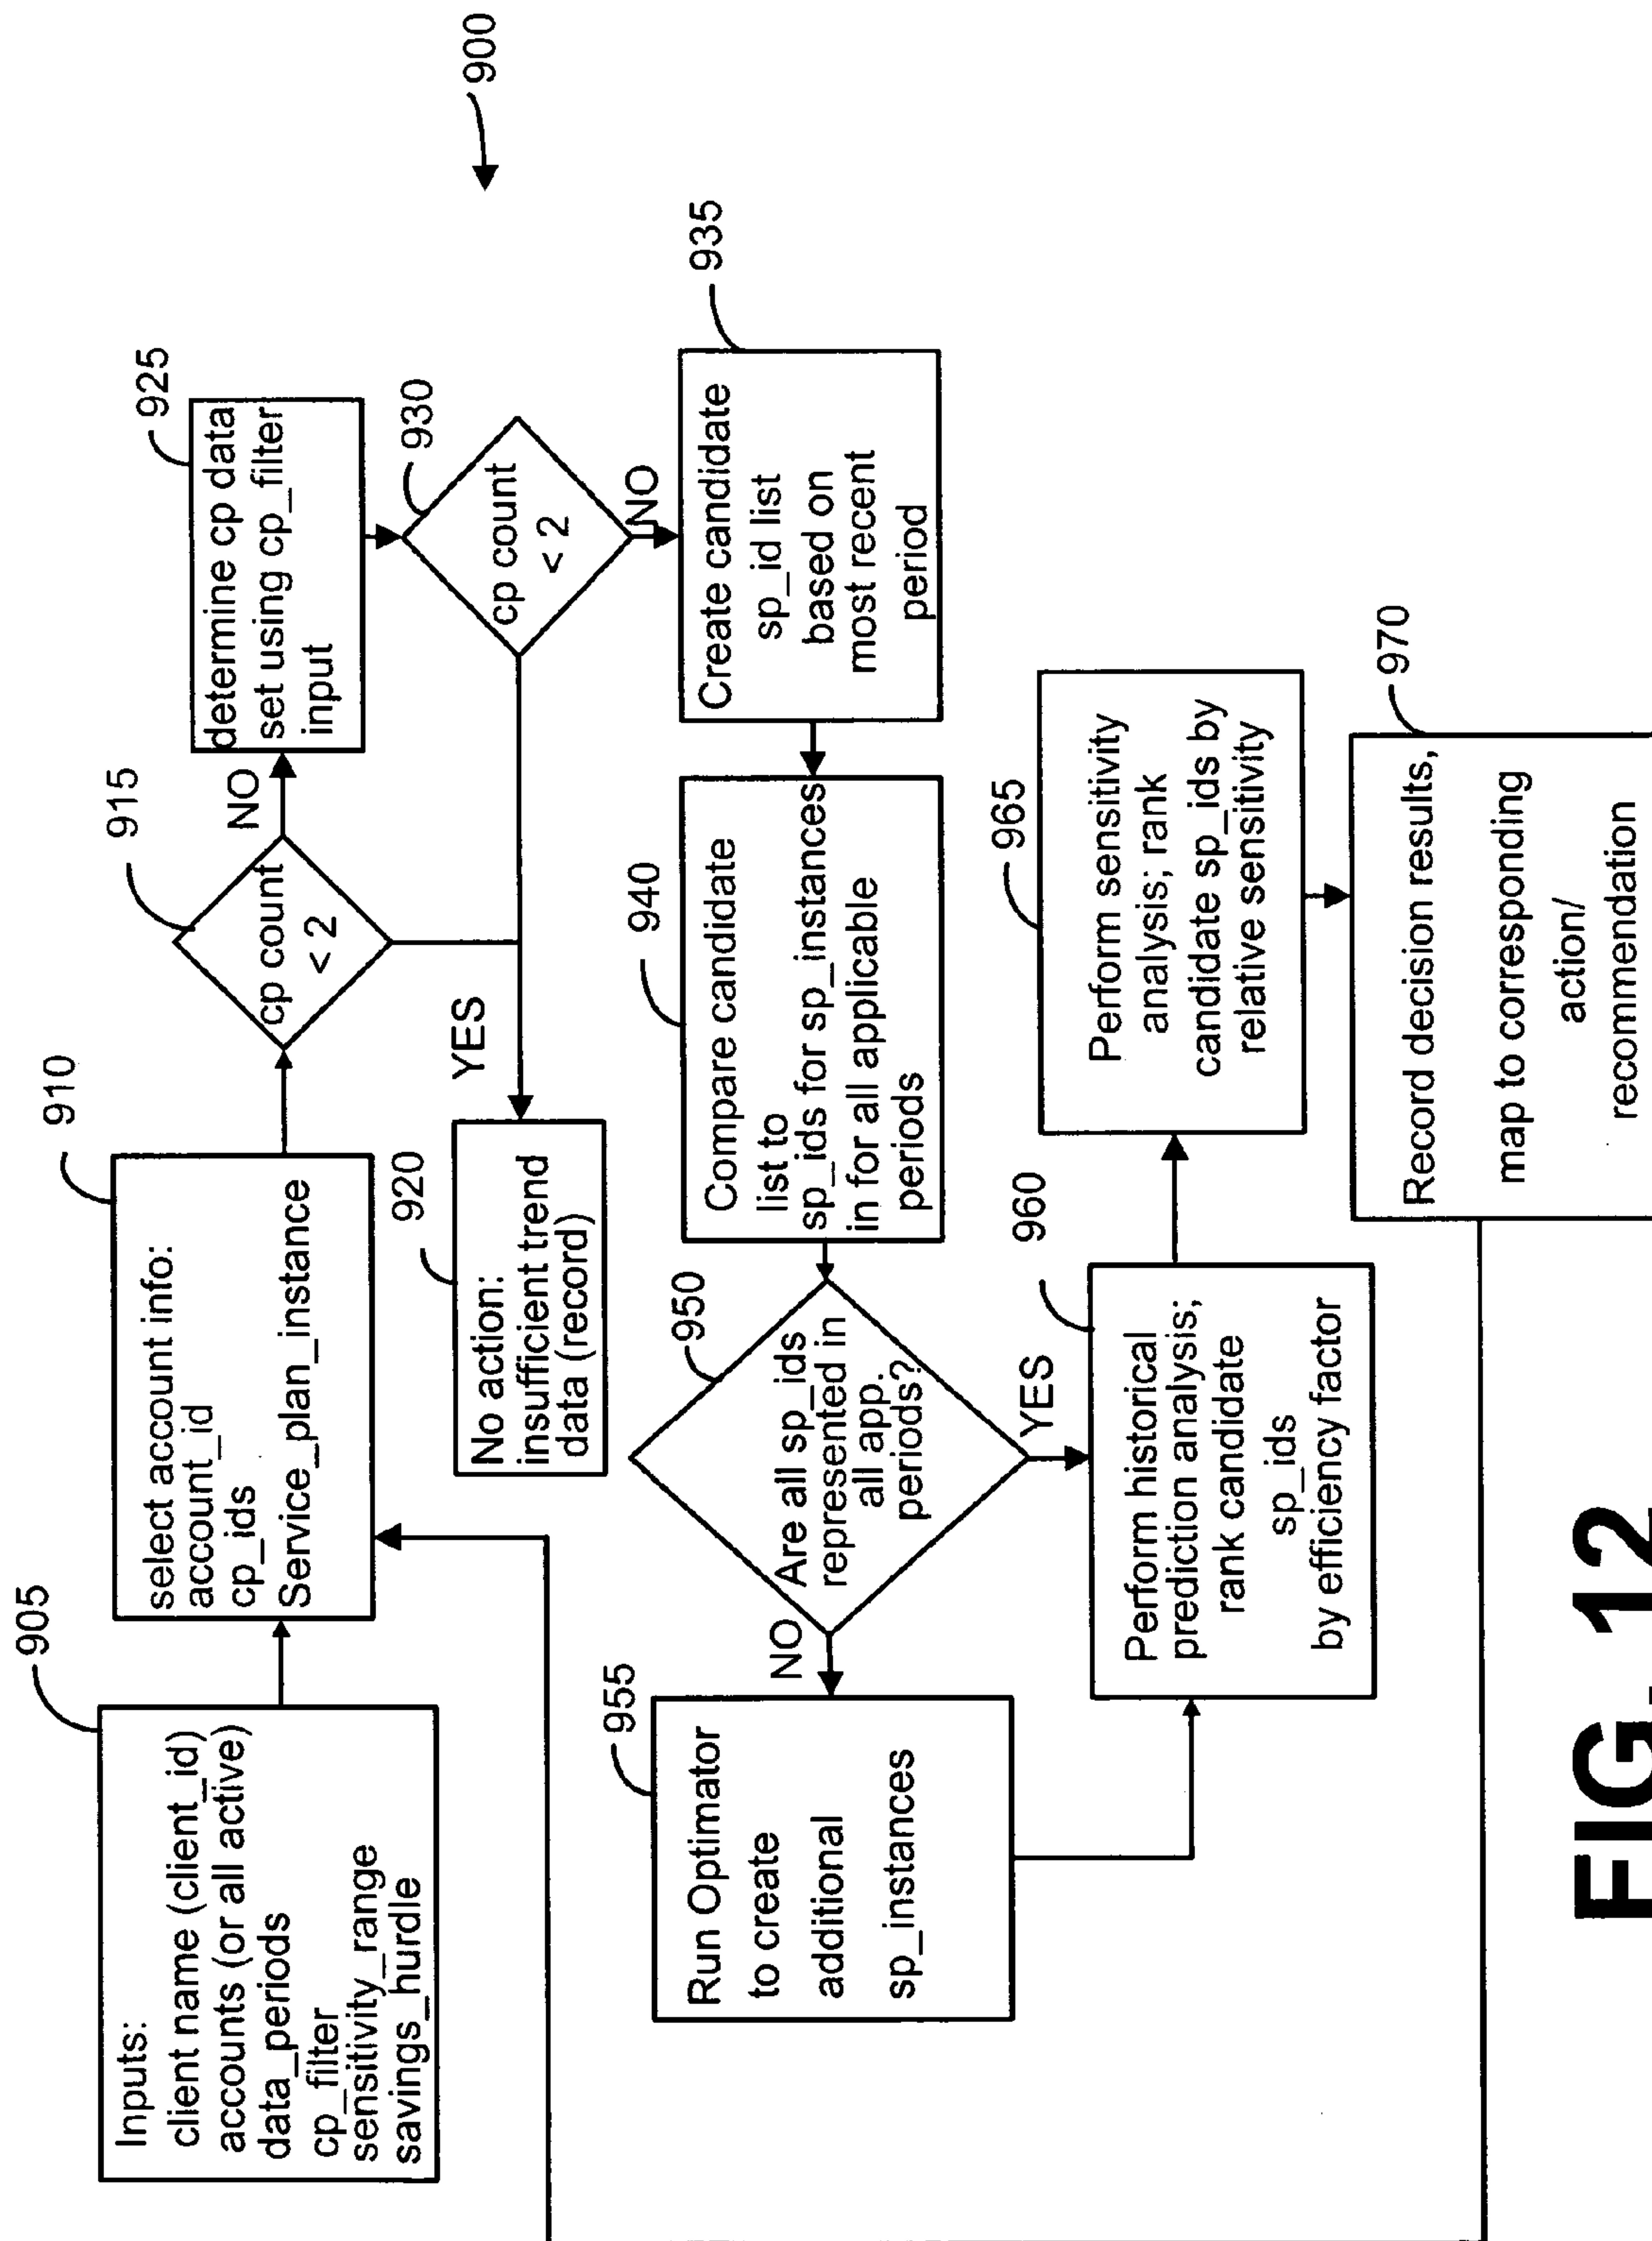 900
905
Inputs:
client name (client_id)
accounts (or all active)
data_periods
cp_filter
sensitivity_range
savings_hurdle
910
select account info:
account_id
cp_ids
Service_plan_instance
915
cp count
< 2
NO
925
determine cp data
set using cp_filter
input
930
cp count
< 2
YES
NO
920
No action:
insufficient trend
data (record)
935
Create candidate
sp_id list
based on
most recent
period
940
Compare candidate
list to
sp_ids for sp_instances
in for all applicable
periods
950
Are all sp_ids
represented in
all app.
periods?
NO
YES
955
Run Optimator
to create
additional
sp_instances
960
Perform historical
prediction analysis;
rank candidate
sp_ids
by efficiency factor
965
Perform sensitivity
analysis; rank
candidate sp_ids by
relative sensitivity
970
Record decision results,
map to corresponding
action/
recommendation
FIG. 12